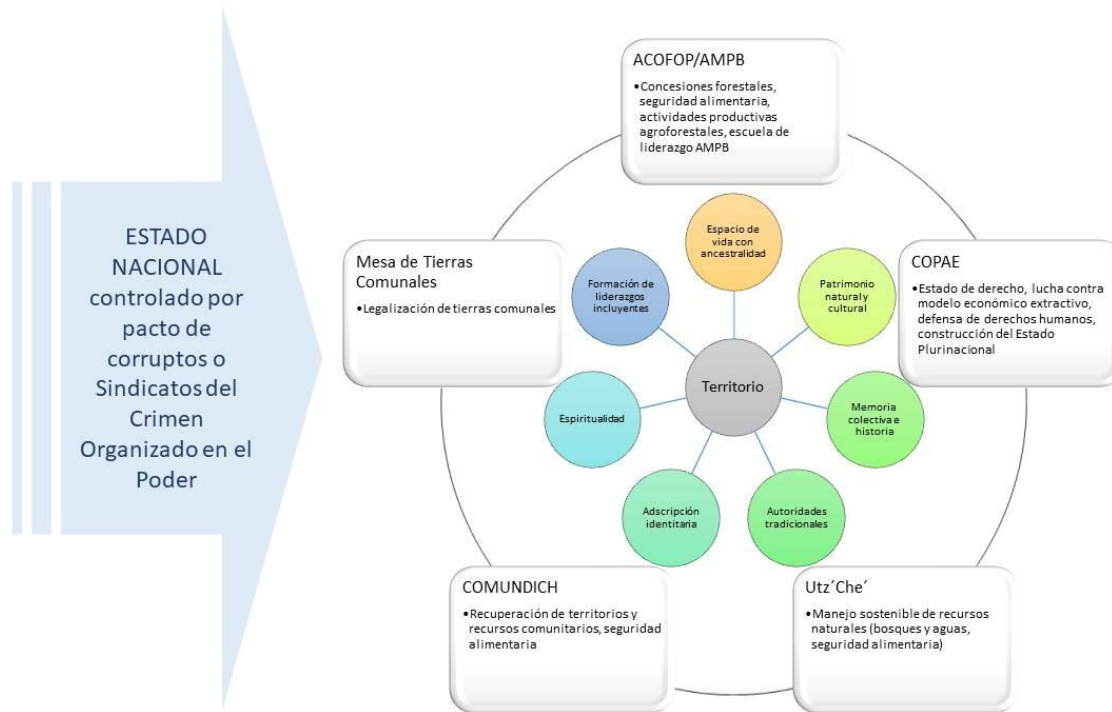 ESTADO
NACIONAL
controlado por
pacto de
corruptos o
Sindicatos del
Crimen
Organizado en el
Poder
ACOFOP/AMPB
•Concesiones forestales,
seguridad alimentaria,
actividades productivas
agroforestales, escuela de
liderazgo AMPB
Mesa de Tierras
Comunales
•Legalización de tierras comunales
COPAE
•Estado de derecho, lucha contra
modelo económico extractivo,
defensa de derechos humanos,
construcción del Estado
Plurinacional
Espacio de
vida con
ancestralidad
Patrimonio
natural y
cultural
Memoria
colectiva e
historia
Autoridades
tradicionales
Adscripción
identitaria
Espiritualidad
Formación de
liderazgos
incluyentes
Territorio
COMUNDICH
•Recuperación de territorios y
recursos comunitarios, seguridad
alimentaria
Utz´Che´
•Manejo sostenible de recursos
naturales (bosques y aguas,
seguridad alimentaria)